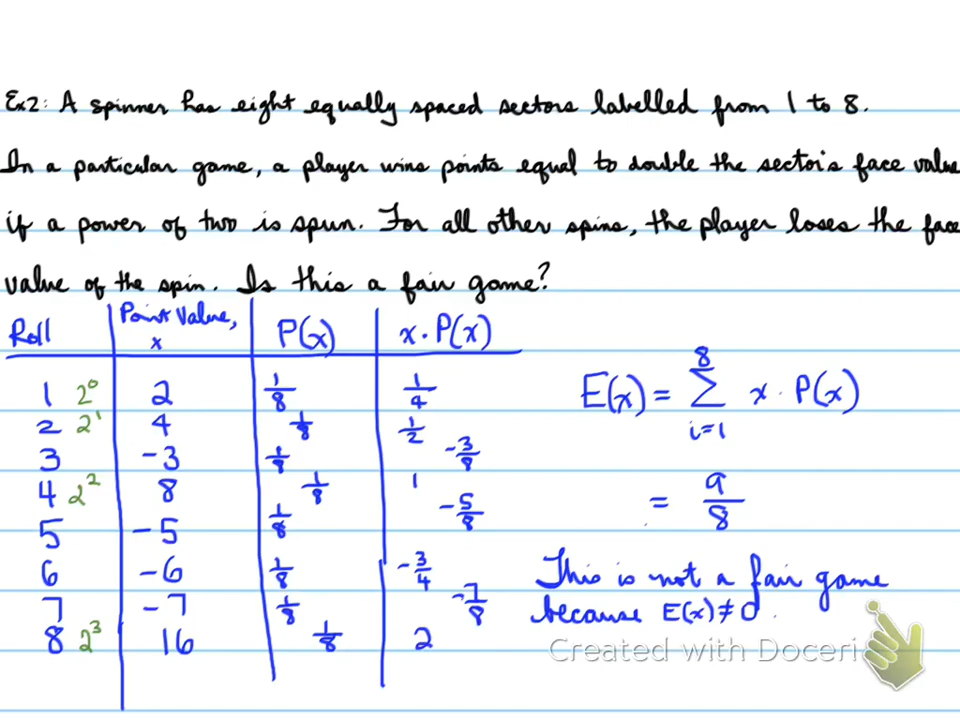 Ex2: A spinner has eight equally spaced sectors labelled from 1 to 8.
In a particular game, a player wins points equal to double the sector's face value
if a power of two is spun. For all other spins, the player loses the face
value of the spin. Is this a fair game?
Roll | Point Value, x | P(x) | x · P(x)
1 2⁰ | 2 | 1/8 | 1/4
2 2¹ | 4 | 1/8 | 1/2
3 | -3 | 1/8 | -3/8
4 2² | 8 | 1/8 | 1
5 | -5 | 1/8 | -5/8
6 | -6 | 1/8 | -3/4
7 | -7 | 1/8 | -7/8
8 2³ | 16 | 1/8 | 2
E(x) = 8 Σ i=1 x · P(x)
= 9/8
This is not a fair game
because E(x) ≠ 0.
Created with Doceri